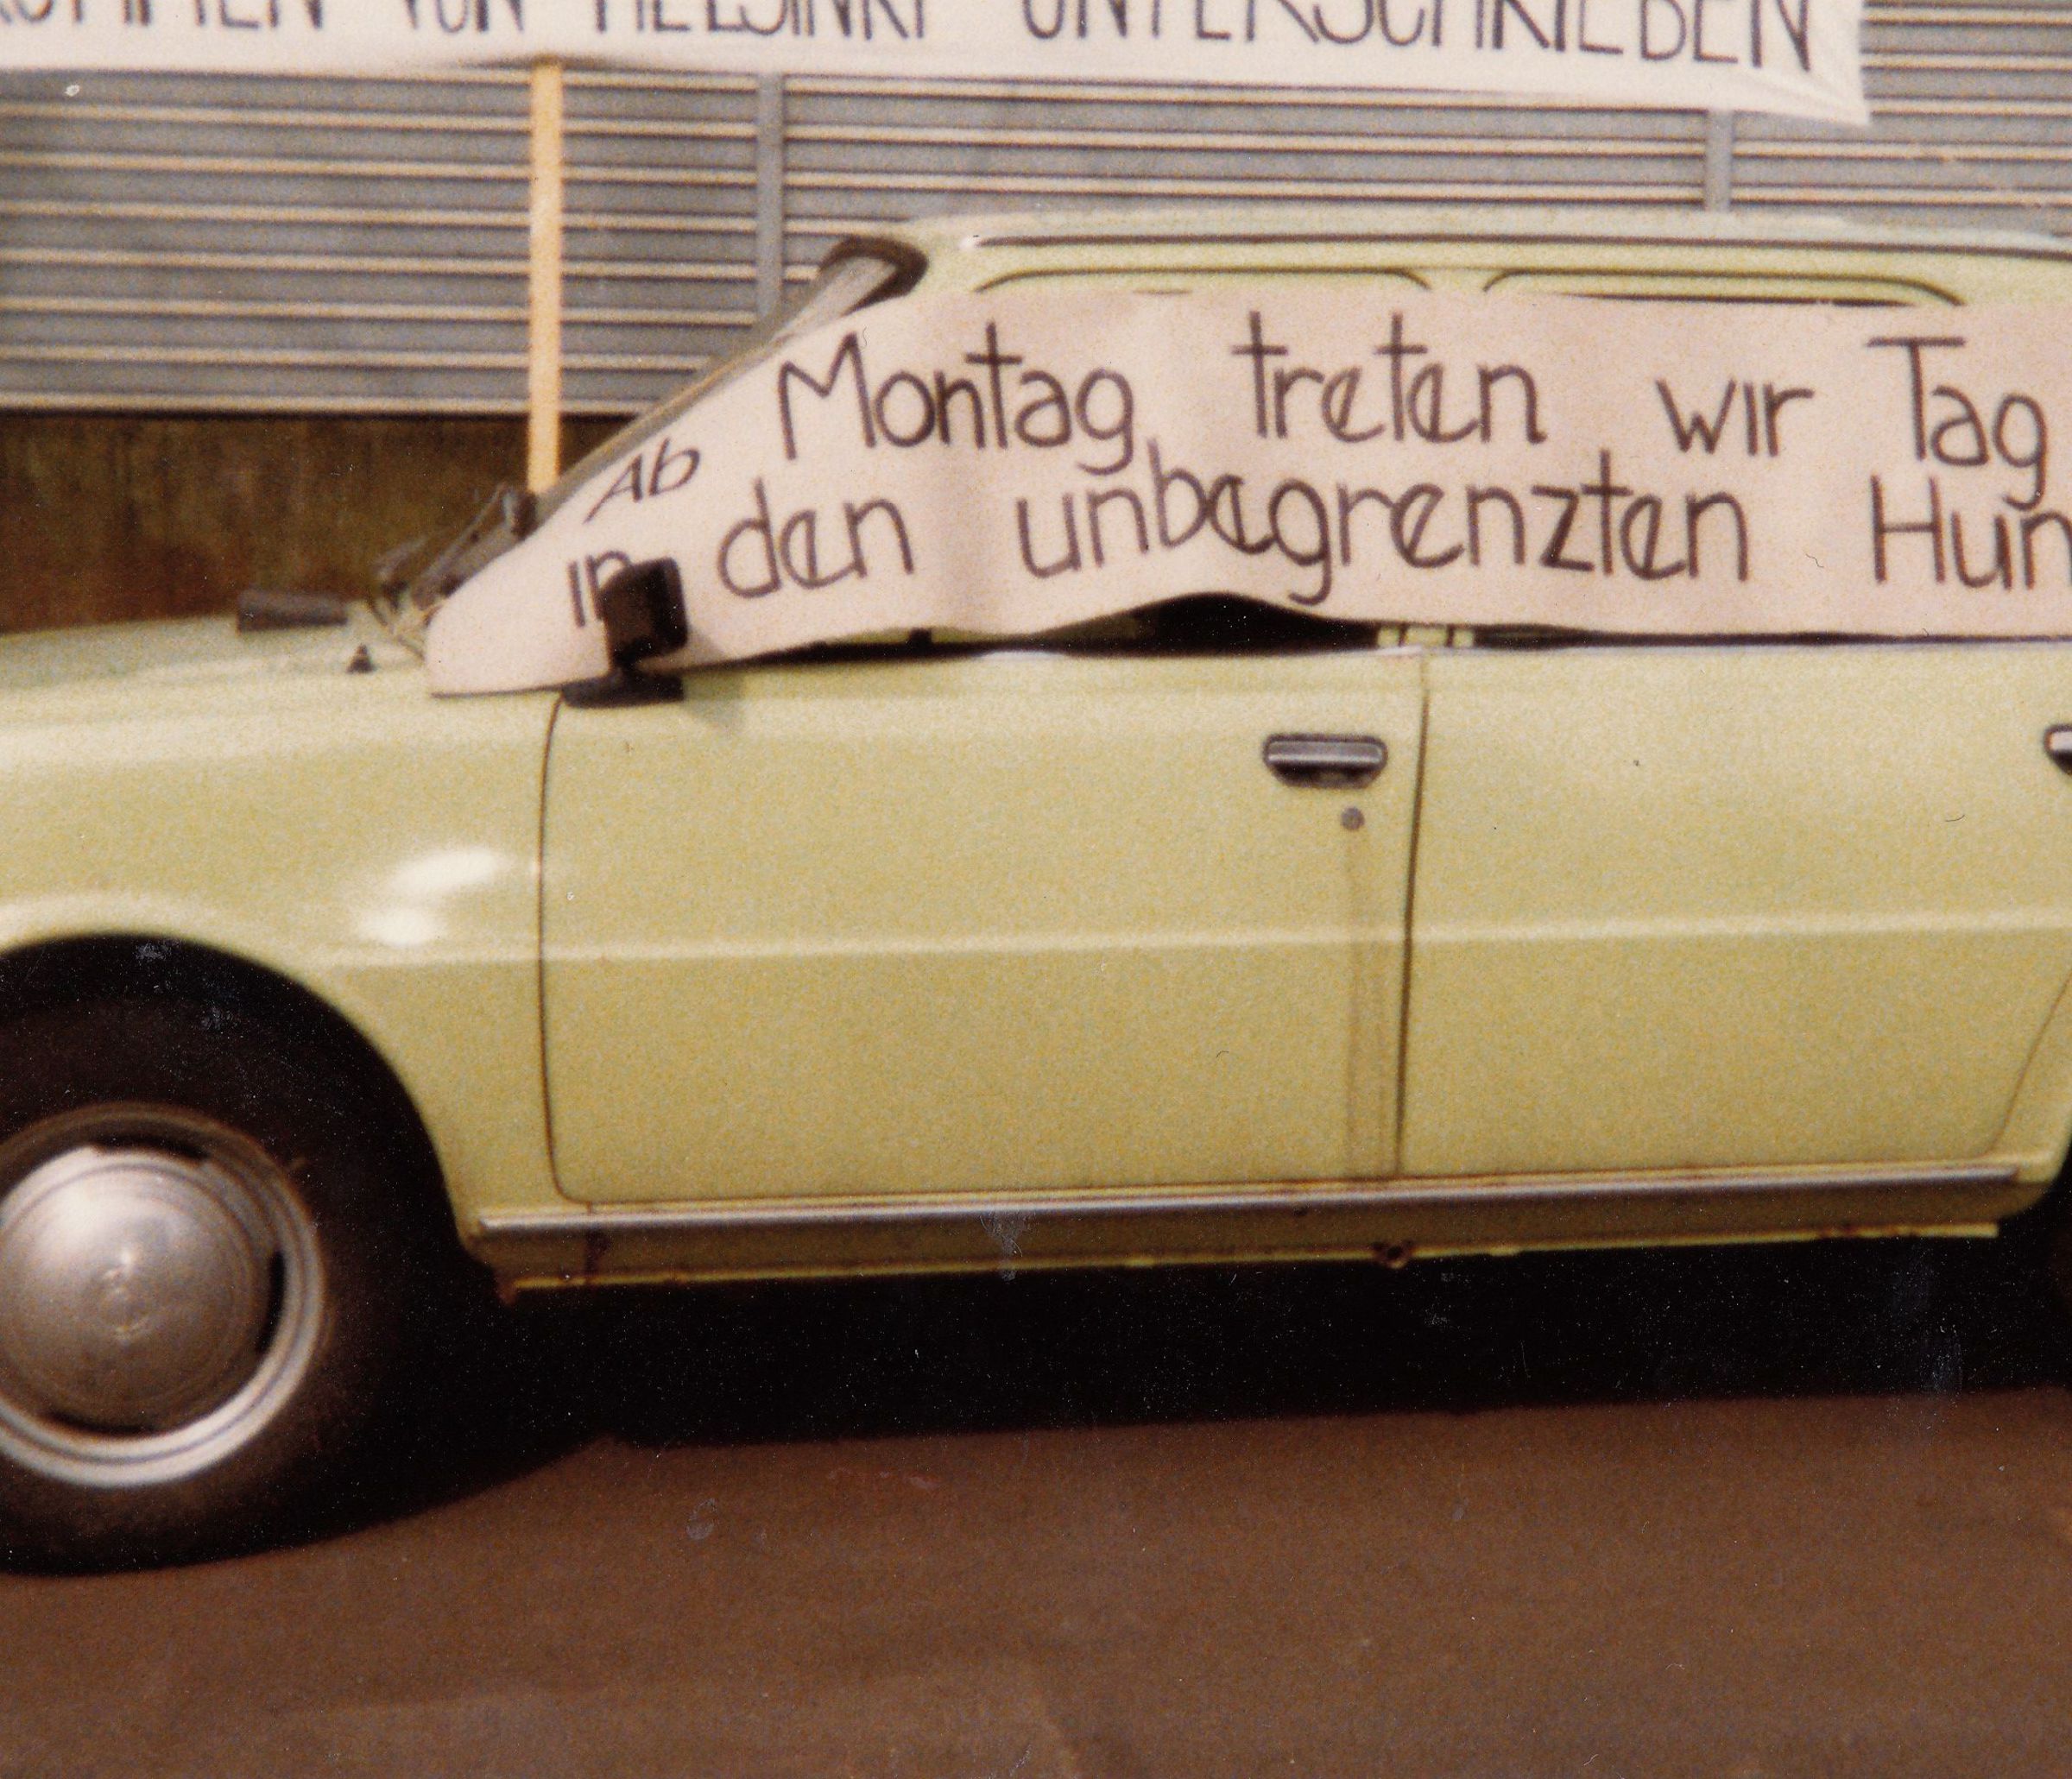 VON HELSINKI UNTERSCHRIEBEN
Ab Montag treten wir Tag
in den unbegrenzten Hun